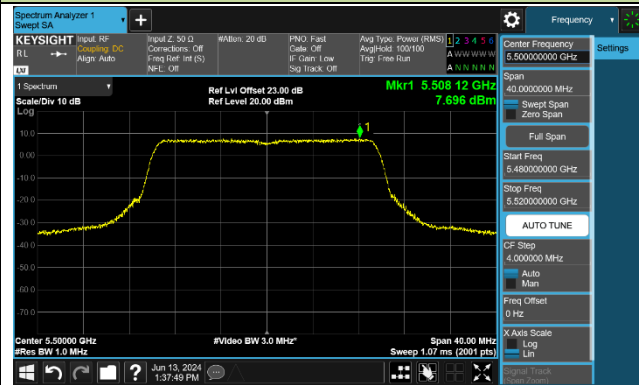 Spectrum Analyzer 1
Swept SA
+
Frequency
KEYSIGHT
RL
LXI
Input: RF
Coupling: DC
Align: Auto
Input Z: 50 Ω
Corrections: Off
Freq Ref: Int (S)
NFE: Off
#Atten: 20 dB
PNO: Fast
Gate: Off
IF Gain: Low
Sig Track: Off
Avg Type: Power (RMS)
Avg|Hold: 100/100
Trig: Free Run
1 2 3 4 5 6
A W W W W W
A N N N N N
1 Spectrum
Scale/Div 10 dB
Log
Ref Lvl Offset 23.00 dB
Ref Level 20.00 dBm
Mkr1 5.508 12 GHz
7.696 dBm
1
10.0
0.00
-10.0
-20.0
-30.0
-40.0
-50.0
-60.0
-70.0
Center 5.50000 GHz
#Res BW 1.0 MHz
#Video BW 3.0 MHz*
Span 40.00 MHz
Sweep 1.07 ms (2001 pts)
Jun 13, 2024
1:37:49 PM
?
Center Frequency
5.500000000 GHz
Span
40.0000000 MHz
Swept Span
Zero Span
Full Span
Start Freq
5.480000000 GHz
Stop Freq
5.520000000 GHz
AUTO TUNE
CF Step
4.000000 MHz
Auto
Man
Freq Offset
0 Hz
X Axis Scale
Log
Lin
Signal Track
(Span Zoom)
Settings